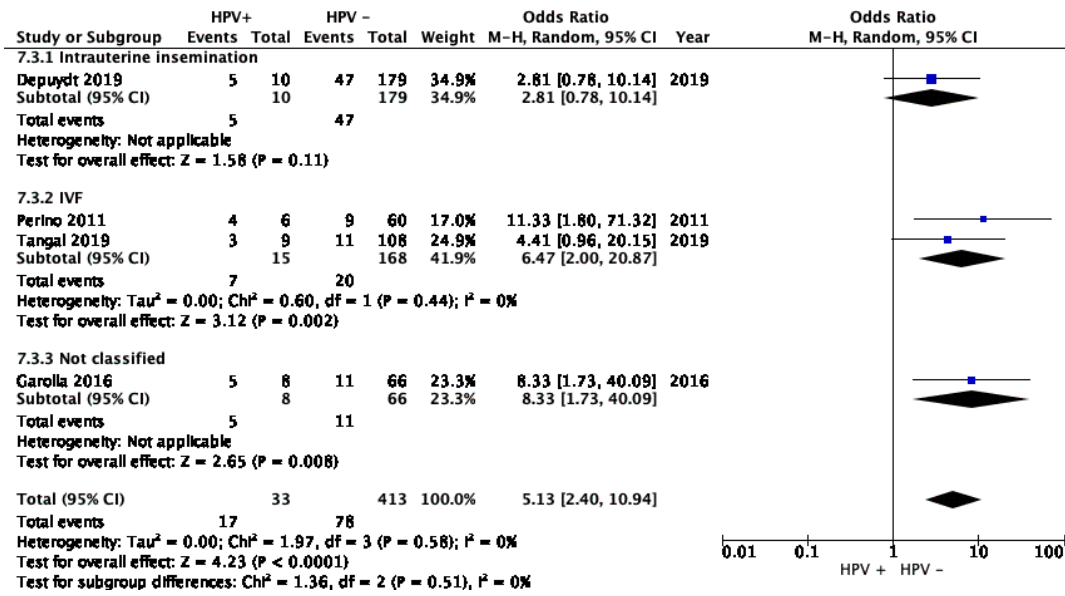 HPV+ HPV - Odds Ratio Odds Ratio
Study or Subgroup Events Total Events Total Weight M-H, Random, 95% CI Year M-H, Random, 95% CI
7.3.1 Intrauterine insemination
Depuydt 2019 5 10 47 179 34.9% 2.81 [0.78, 10.14] 2019
Subtotal (95% CI) 10 179 34.9% 2.81 [0.78, 10.14]
Total events 5 47
Heterogeneity: Not applicable
Test for overall effect: Z = 1.58 (P = 0.11)
7.3.2 IVF
Perino 2011 4 6 9 60 17.0% 11.33 [1.80, 71.32] 2011
Tangal 2019 3 9 11 108 24.9% 4.41 [0.96, 20.15] 2019
Subtotal (95% CI) 15 168 41.9% 6.47 [2.00, 20.87]
Total events 7 20
Heterogeneity: Tau² = 0.00; Chi² = 0.60, df = 1 (P = 0.44); I² = 0%
Test for overall effect: Z = 3.12 (P = 0.002)
7.3.3 Not classified
Garolla 2016 5 8 11 66 23.3% 8.33 [1.73, 40.09] 2016
Subtotal (95% CI) 8 66 23.3% 8.33 [1.73, 40.09]
Total events 5 11
Heterogeneity: Not applicable
Test for overall effect: Z = 2.65 (P = 0.008)
Total (95% CI) 33 413 100.0% 5.13 [2.40, 10.94]
Total events 17 78
Heterogeneity: Tau² = 0.00; Chi² = 1.97, df = 3 (P = 0.58); I² = 0%
Test for overall effect: Z = 4.23 (P < 0.0001)
Test for subgroup differences: Chi² = 1.36, df = 2 (P = 0.51), I² = 0%
0.01 0.1 1 10 100
HPV + HPV -